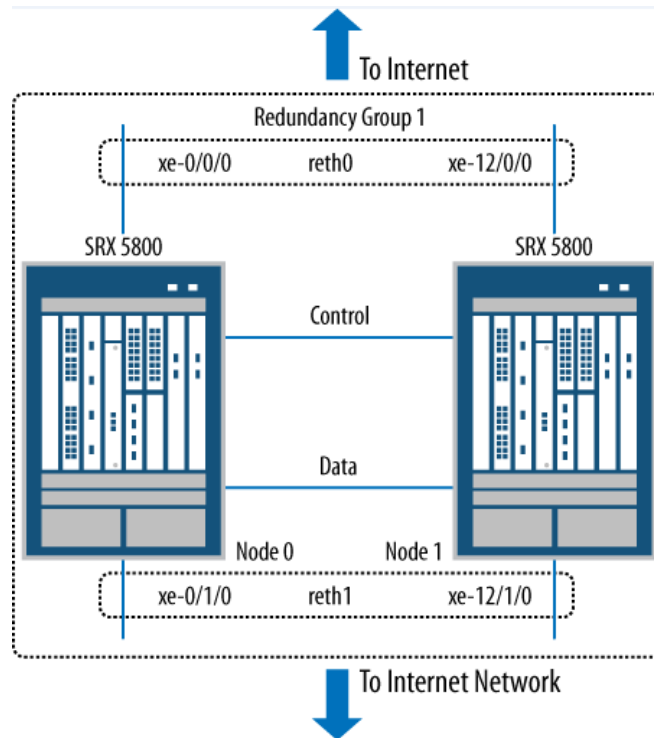 To Internet
Redundancy Group 1
xe-0/0/0 reth0 xe-12/0/0
SRX 5800 SRX 5800
Control
Data
Node 0 Node 1
xe-0/1/0 reth1 xe-12/1/0
To Internet Network